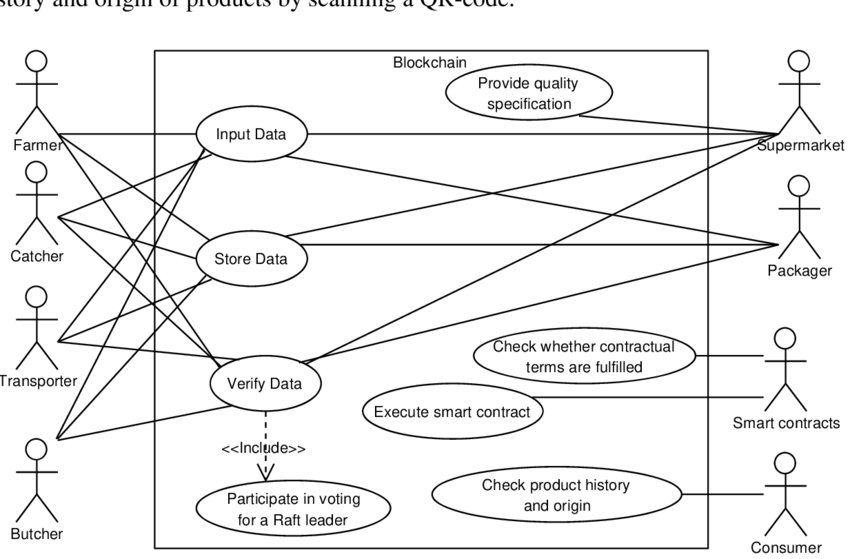 story and origin of products by scanning a QR-code.
Blockchain
Provide quality
specification
Input Data
Farmer
Supermarket
Catcher
Store Data
Packager
Transporter
Check whether contractual
terms are fulfilled
Verify Data
Execute smart contract
Smart contracts
<<Include>>
Check product history
and origin
Participate in voting
for a Raft leader
Butcher
Consumer